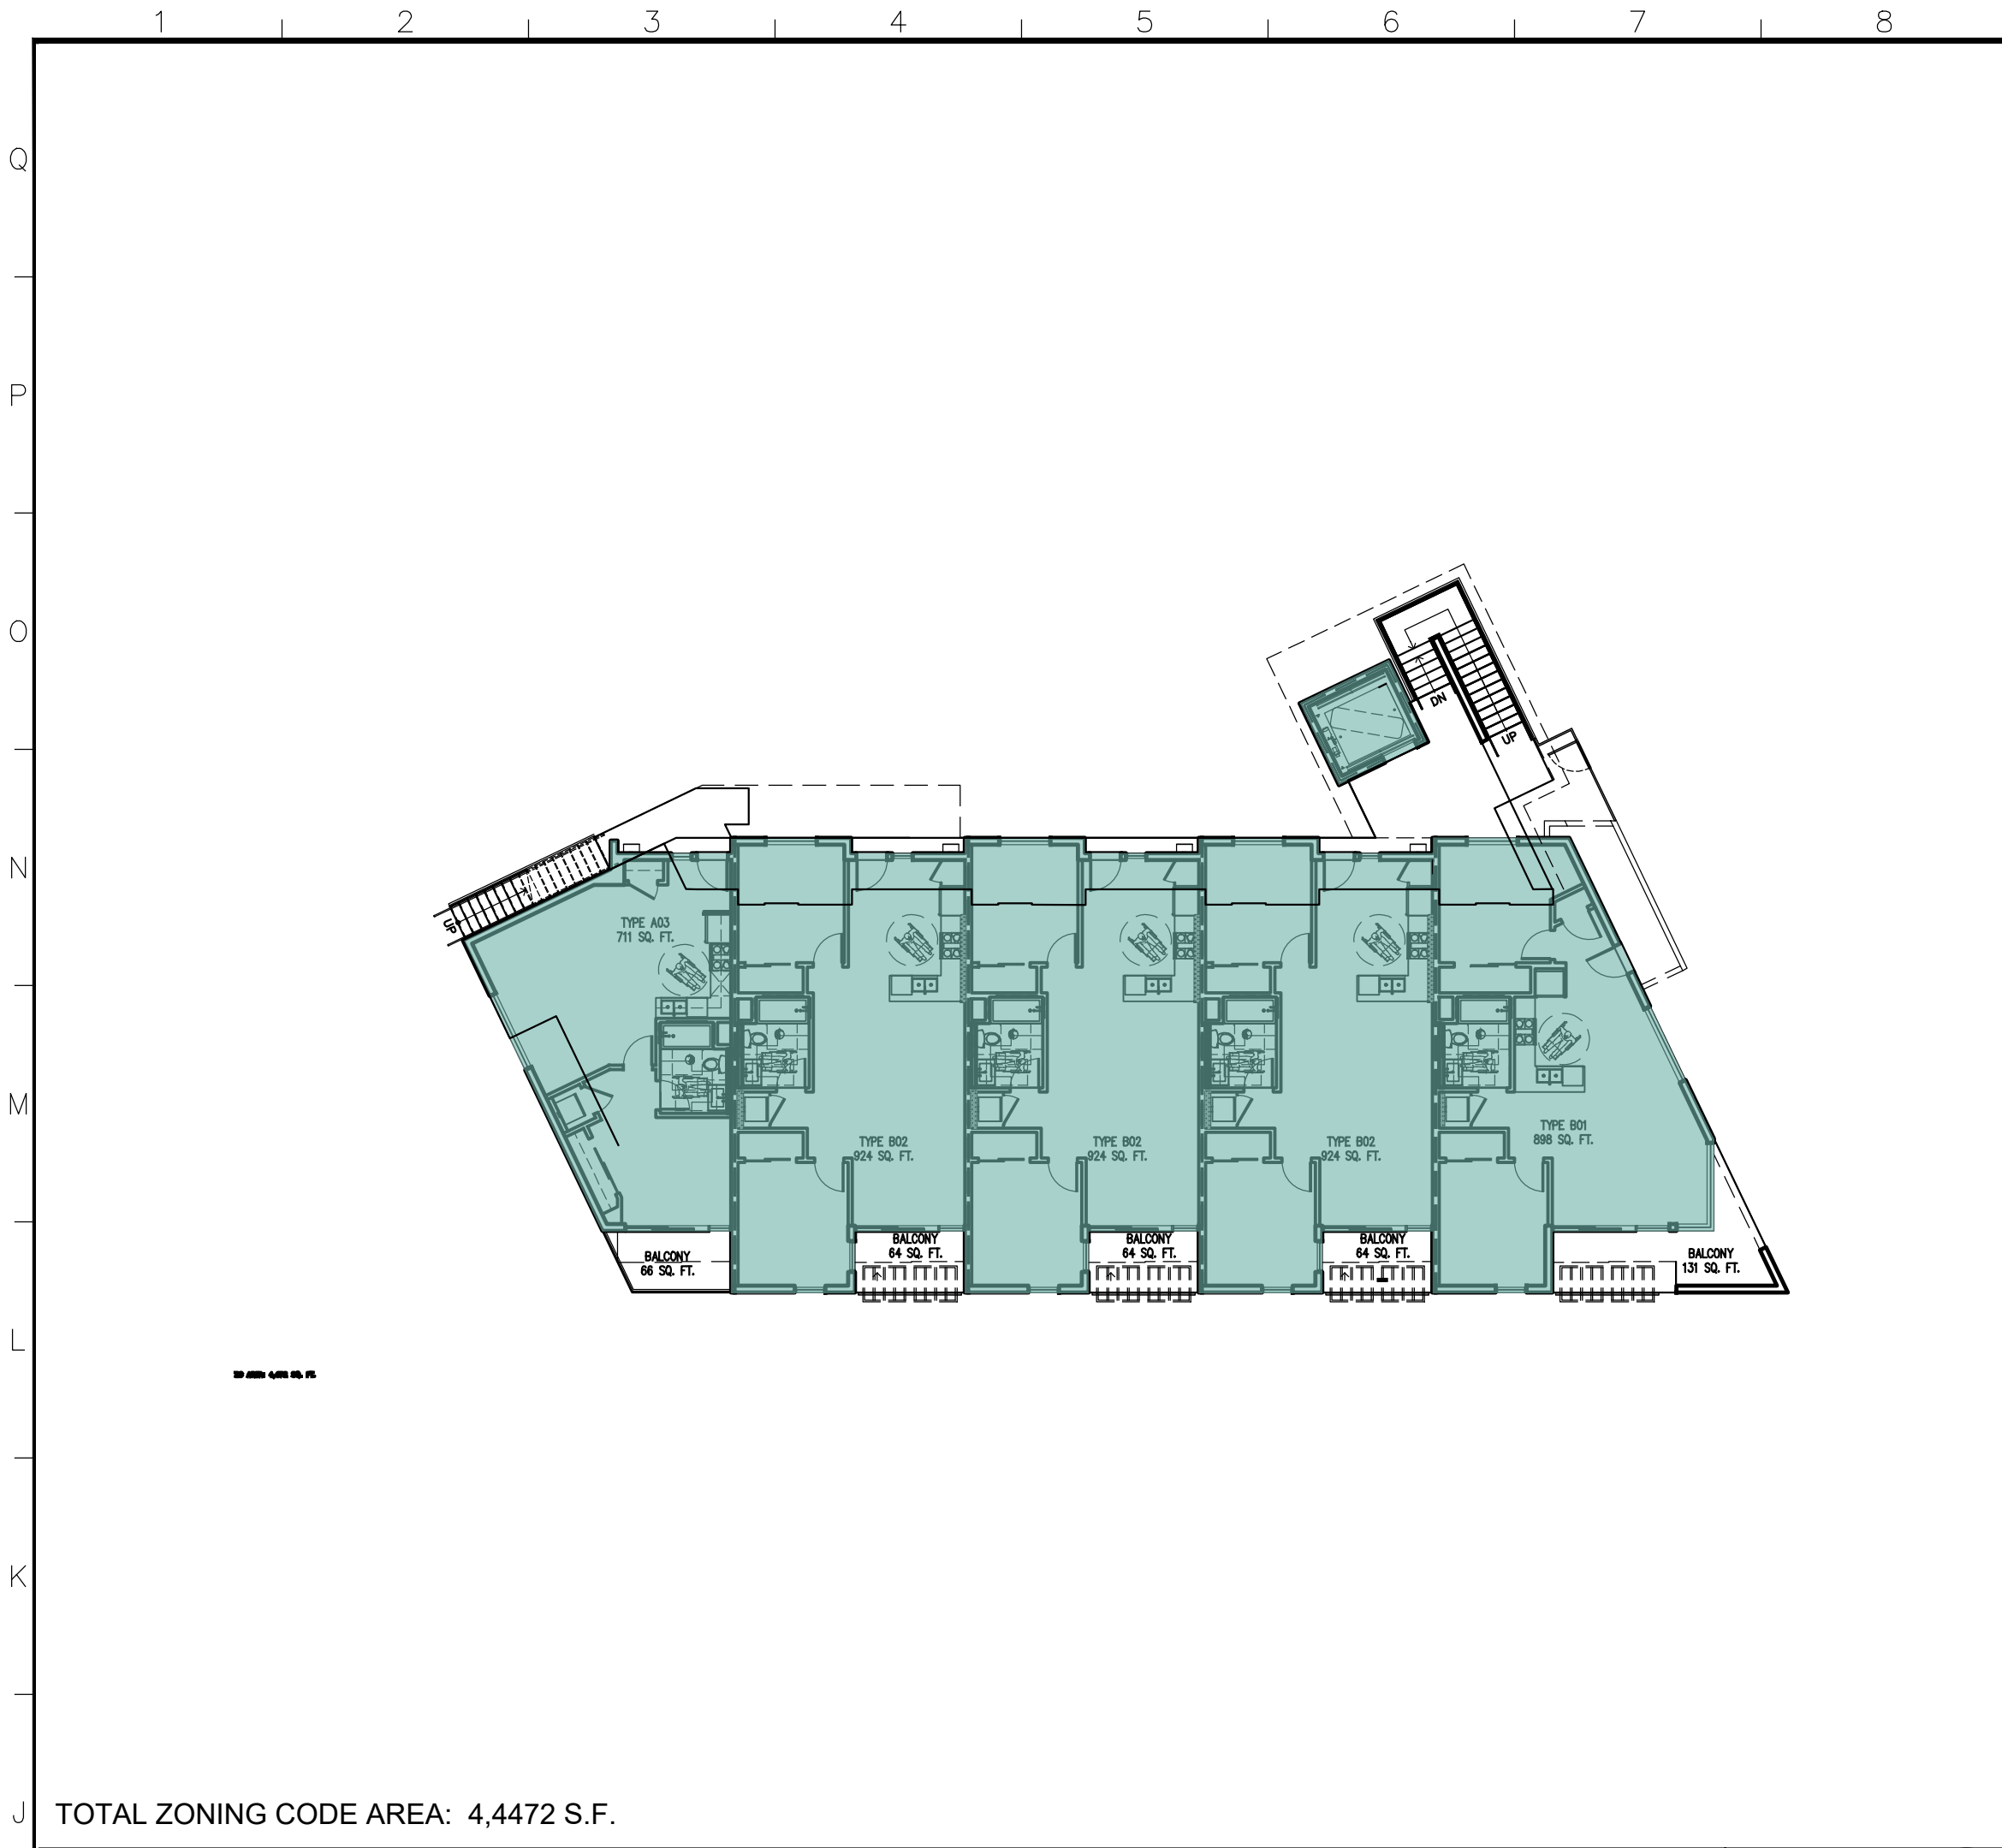 1 2 3 4 5 6 7 8
Q
P
O
DN
UP
N
UP
TYPE A03
711 SQ. FT.
M
TYPE B02
924 SQ. FT.
TYPE B02
924 SQ. FT.
TYPE B02
924 SQ. FT.
TYPE B01
898 SQ. FT.
BALCONY
66 SQ. FT.
BALCONY
64 SQ. FT.
BALCONY
64 SQ. FT.
BALCONY
64 SQ. FT.
BALCONY
131 SQ. FT.
L
K
J
TOTAL ZONING CODE AREA: 4,4472 S.F.